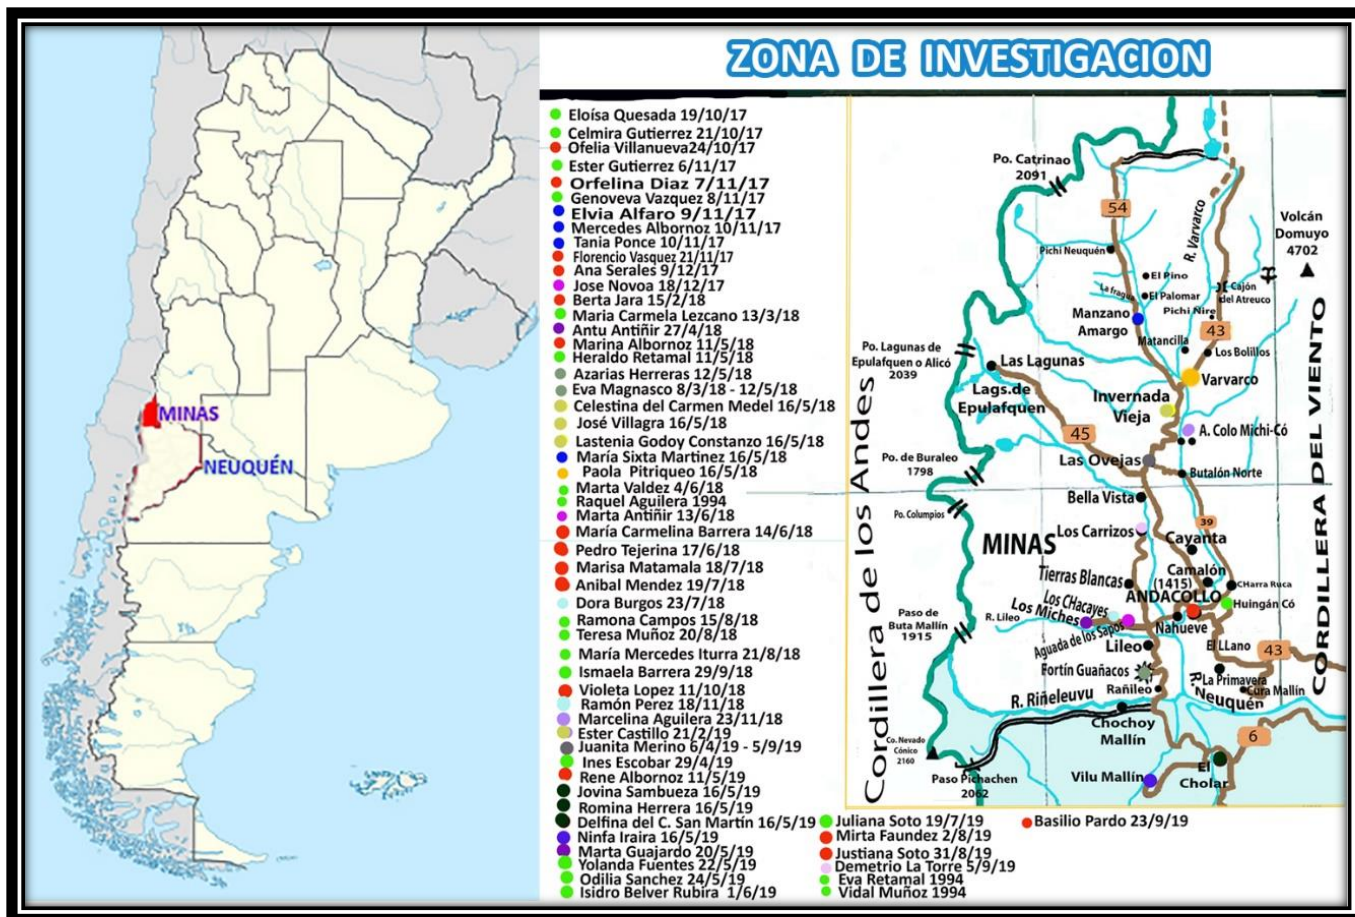 ZONA DE INVESTIGACION
MINAS
NEUQUÉN
Eloísa Quesada 19/10/17
Celmira Gutierrez 21/10/17
Ofelia Villanueva24/10/17
Ester Gutierrez 6/11/17
Orfelina Diaz 7/11/17
Genoveva Vazquez 8/11/17
Elvia Alfaro 9/11/17
Mercedes Albornoz 10/11/17
Tania Ponce 10/11/17
Florencio Vasquez 21/11/17
Ana Serales 9/12/17
Jose Novoa 18/12/17
Berta Jara 15/2/18
Maria Carmela Lezcano 13/3/18
Antu Antiñir 27/4/18
Marina Albornoz 11/5/18
Heraldo Retamal 11/5/18
Azarias Herreras 12/5/18
Eva Magnasco 8/3/18 - 12/5/18
Celestina del Carmen Medel 16/5/18
José Villagra 16/5/18
Lastenia Godoy Constanzo 16/5/18
María Sixta Martinez 16/5/18
Paola Pitriqueo 16/5/18
Marta Valdez 4/6/18
Raquel Aguilera 1994
Marta Antiñir 13/6/18
María Carmelina Barrera 14/6/18
Pedro Tejerina 17/6/18
Marisa Matamala 18/7/18
Anibal Mendez 19/7/18
Dora Burgos 23/7/18
Ramona Campos 15/8/18
Teresa Muñoz 20/8/18
María Mercedes Iturra 21/8/18
Ismaela Barrera 29/9/18
Violeta Lopez 11/10/18
Ramón Perez 18/11/18
Marcelina Aguilera 23/11/18
Ester Castillo 21/2/19
Juanita Merino 6/4/19 - 5/9/19
Ines Escobar 29/4/19
Rene Albornoz 11/5/19
Jovina Sambueza 16/5/19
Romina Herrera 16/5/19
Delfina del C. San Martín 16/5/19
Ninfa Iraira 16/5/19
Marta Guajardo 20/5/19
Yolanda Fuentes 22/5/19
Odilia Sanchez 24/5/19
Isidro Belver Rubira 1/6/19
Juliana Soto 19/7/19
Mirta Faundez 2/8/19
Justiana Soto 31/8/19
Demetrio La Torre 5/9/19
Eva Retamal 1994
Vidal Muñoz 1994
Basilio Pardo 23/9/19
Po. Catrinao
2091
54
R. Varvarco
Volcán
Domuyo
4702
Pichi Neuquén
El Pino
La fragua
El Palomar
Cajón
del Atreuco
Pichi Ñire
Manzano
Amargo
43
Matancilla
Los Bolillos
Po. Lagunas de
Epulafquen o Alicó
2039
Las Lagunas
Lags.de
Epulafquen
Varvarco
Invernada
Vieja
45
A. Colo Michi-Có
Po. de Buraleo
1798
Las Ovejas
Butalón Norte
Bella Vista
Po. Columpios
39
Los Carrizos
MINAS
Cayanta
Camalón
(1415)
Tierras Blancas
CHarra Ruca
ANDACOLLO
Los CHacayes
Huingán Có
Los Miches
Paso de
Buta Mallín
1915
R. Lileo
Aguada de los Sapos
Nahueve
Lileo
El LLano
43
Fortín Guañacos
La Primavera
Rañileo
R.
Neuquén
Cura Mallín
R. Riñeleuvu
Chochoy
Mallín
6
Co. Nevado
Cónico
2160
Paso Pichachen
2062
Vilu Mallín
El
Cholar
Cordillera de los Andes
CORDILLERA DEL VIENTO